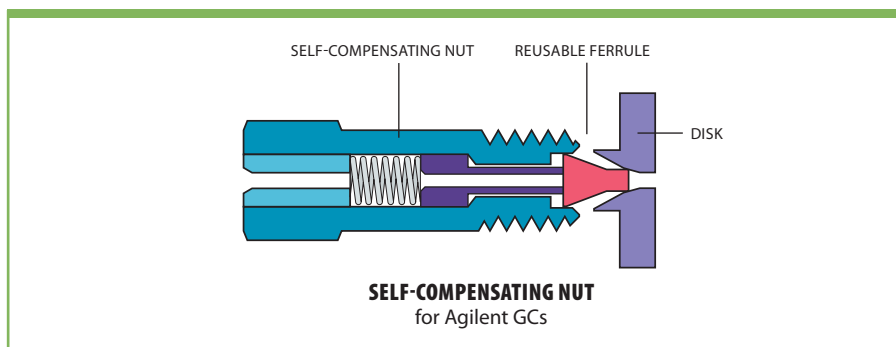 SELF-COMPENSATING NUT
REUSABLE FERRULE
DISK
SELF-COMPENSATING NUT
for Agilent GCs